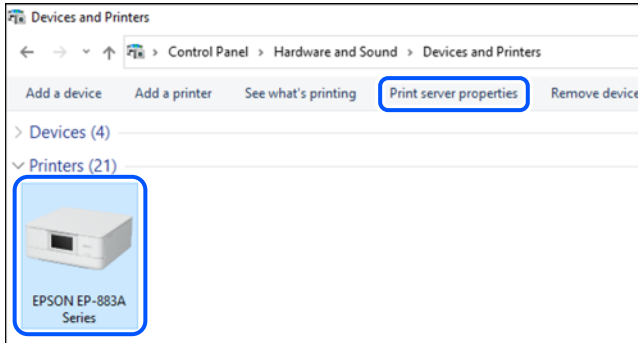 Devices and Printers
Control Panel > Hardware and Sound > Devices and Printers
Add a device Add a printer See what's printing Print server properties Remove device
Devices (4)
Printers (21)
EPSON EP-883A
Series